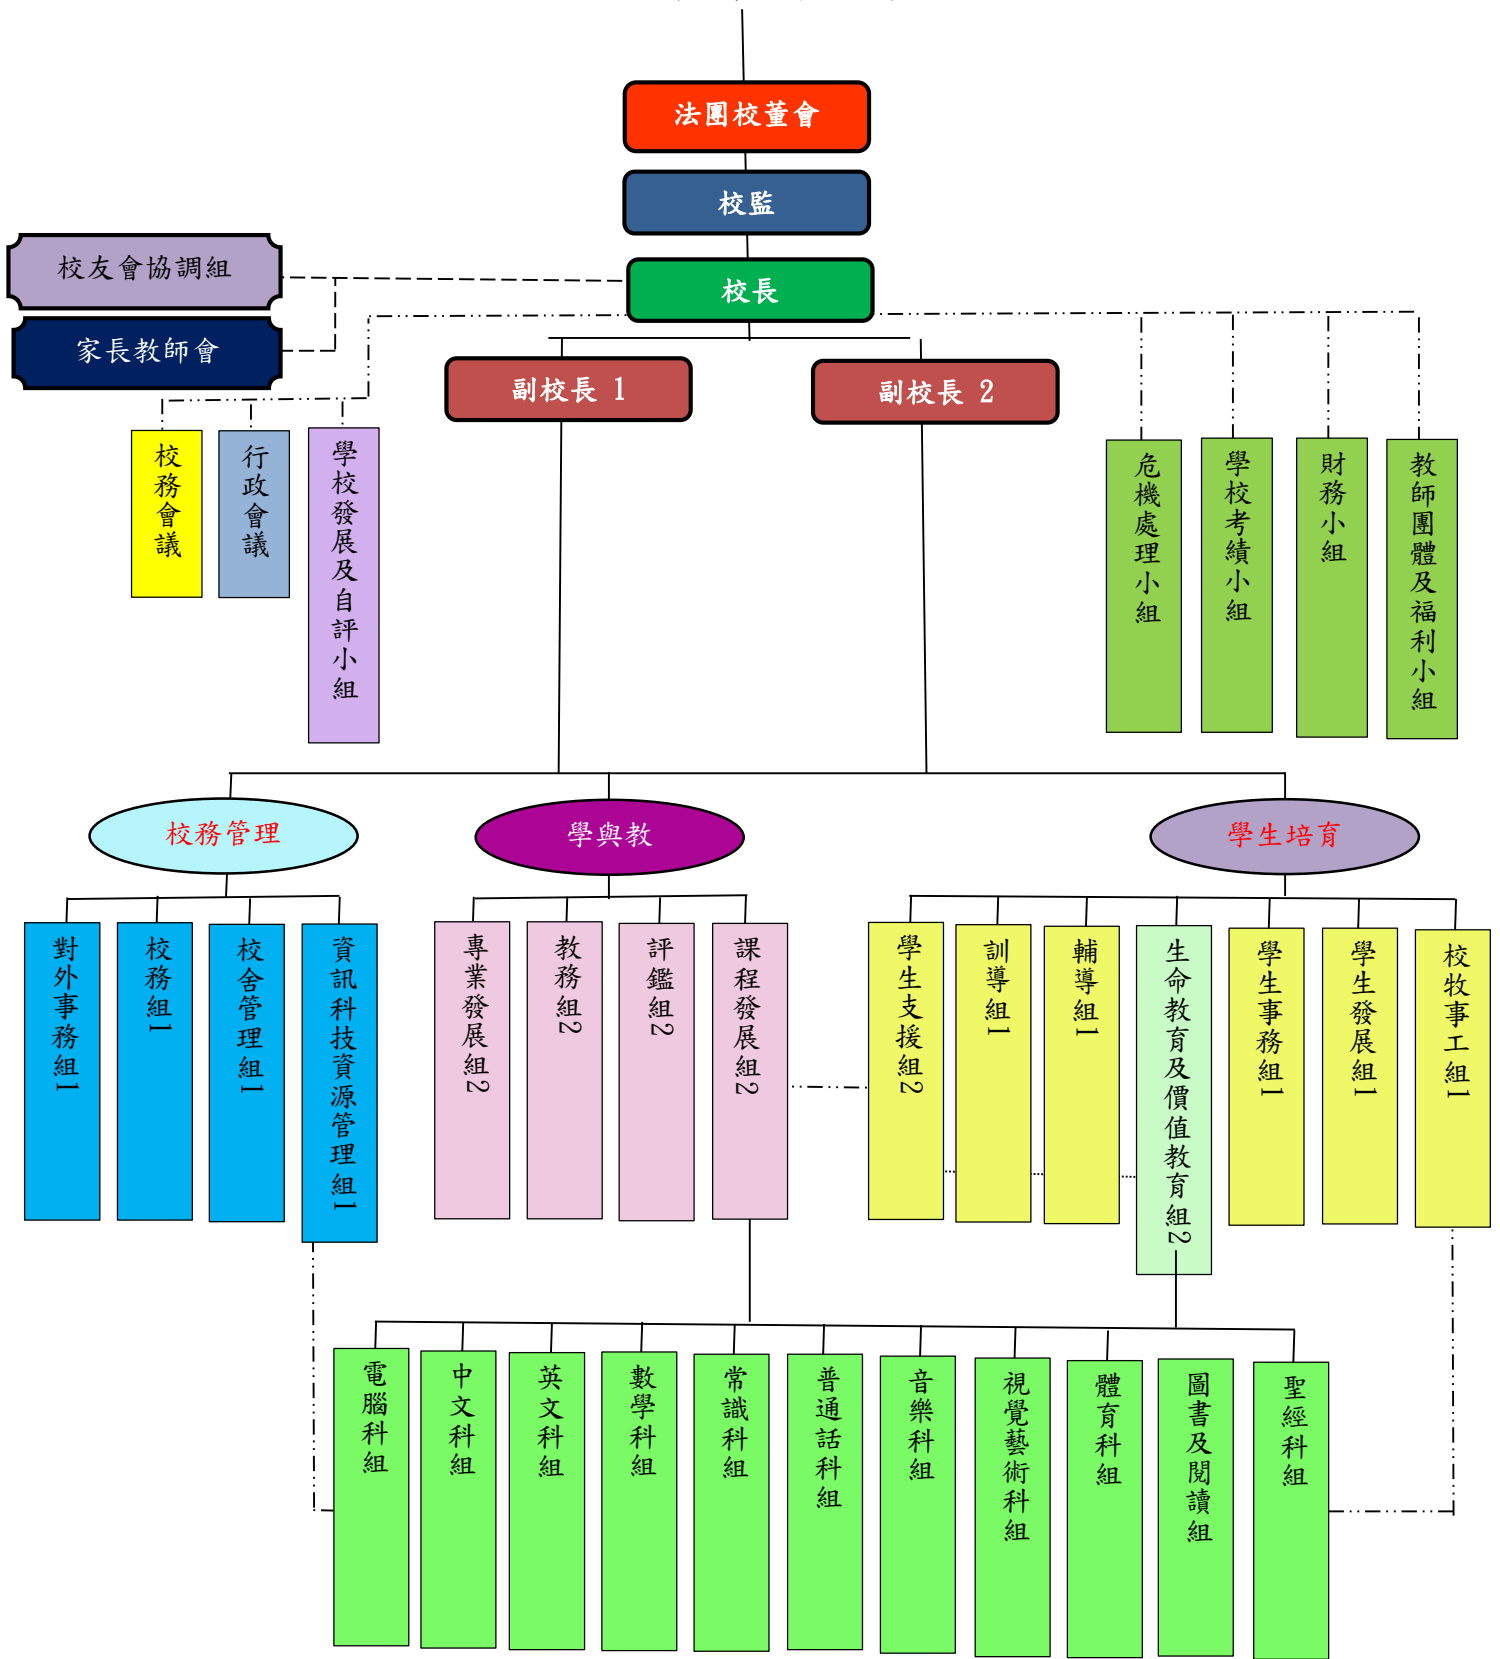 法團校董會
校監
校友會協調組
校長
家長教師會
副校長 1
副校長 2
校務會議
行政會議
學校發展及自評小組
危機處理小組
學校考績小組
財務小組
教師團體及福利小組
校務管理
學與教
學生培育
對外事務組1
校務組1
校舍管理組1
資訊科技資源管理組1
專業發展組2
教務組2
評鑑組2
課程發展組2
學生支援組2
訓導組1
輔導組1
生命教育及價值教育組2
學生事務組1
學生發展組1
校牧事工組1
電腦科組
中文科組
英文科組
數學科組
常識科組
普通話科組
音樂科組
視覺藝術科組
體育科組
圖書及閱讀組
聖經科組